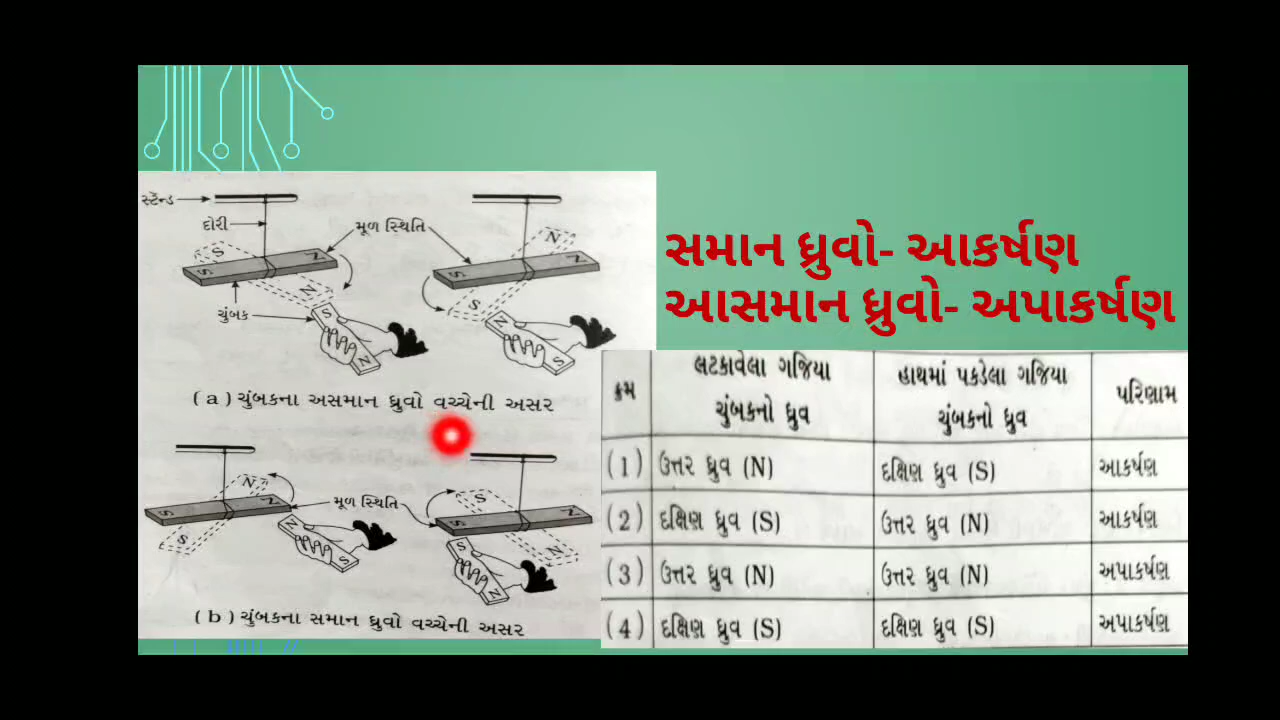 સ્ટૅન્ડ
દોરી
મૂળ સ્થિતિ
S
N
S
N
S
N
ચુંબક
S
N
S
N
N
S
( a ) ચુંબકના અસમાન ધ્રુવો વચ્ચેની અસર
N
S
N
S
N
S
મૂળ સ્થિતિ
S
S
N
N
S
N
( b ) ચુંબકના સમાન ધ્રુવો વચ્ચેની અસર
સમાન ધ્રુવો- આકર્ષણ
આસમાન ધ્રુવો- અપાકર્ષણ
ક્રમ લટકાવેલા ગજિયા ચુંબકનો ધ્રુવ હાથમાં પકડેલા ગજિયા ચુંબકનો ધ્રુવ પરિણામ
(1) ઉત્તર ધ્રુવ (N) દક્ષિણ ધ્રુવ (S) આકર્ષણ
(2) દક્ષિણ ધ્રુવ (S) ઉત્તર ધ્રુવ (N) આકર્ષણ
(3) ઉત્તર ધ્રુવ (N) ઉત્તર ધ્રુવ (N) અપાકર્ષણ
(4) દક્ષિણ ધ્રુવ (S) દક્ષિણ ધ્રુવ (S) અપાકર્ષણ